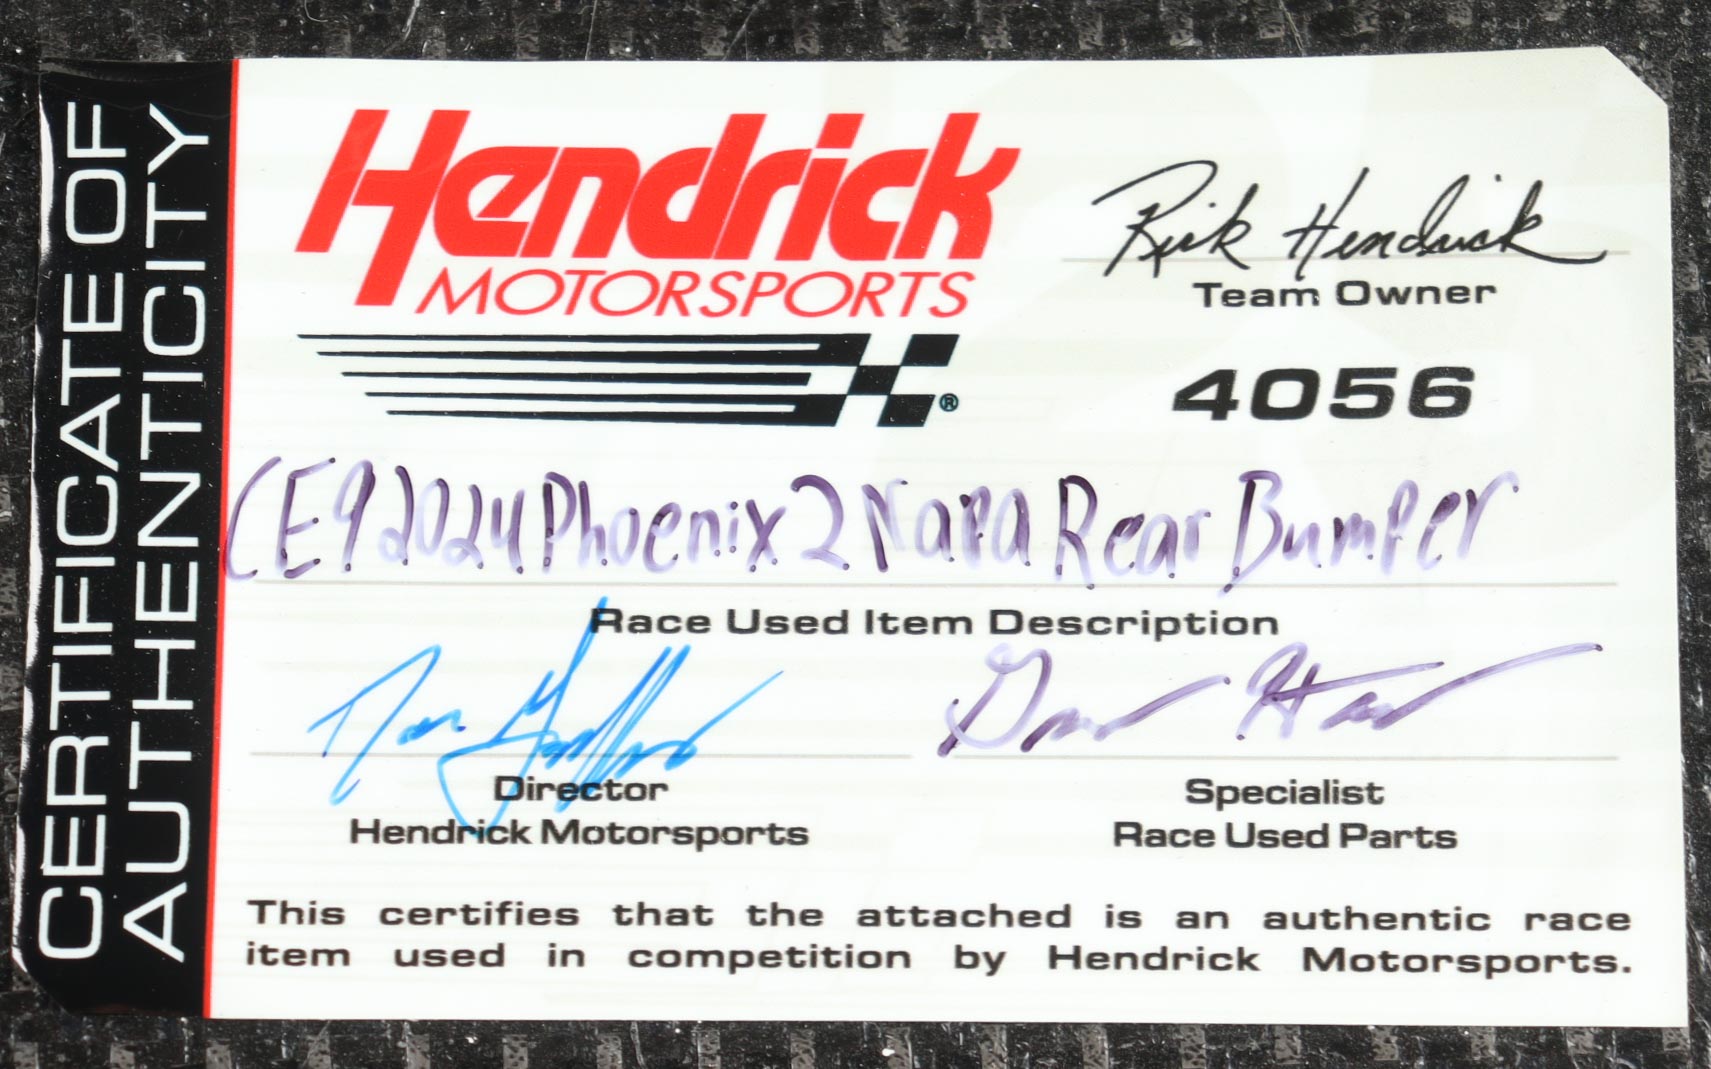 CERTIFICATE OF
AUTHENTICITY
Hendrick
MOTORSPORTS
®
Rick Hendrick
Team Owner
4056
CE9 2024 Phoenix 2 Napa Rear Bumper
Race Used Item Description
Director
Hendrick Motorsports
Specialist
Race Used Parts
This certifies that the attached is an authentic race
item used in competition by Hendrick Motorsports.